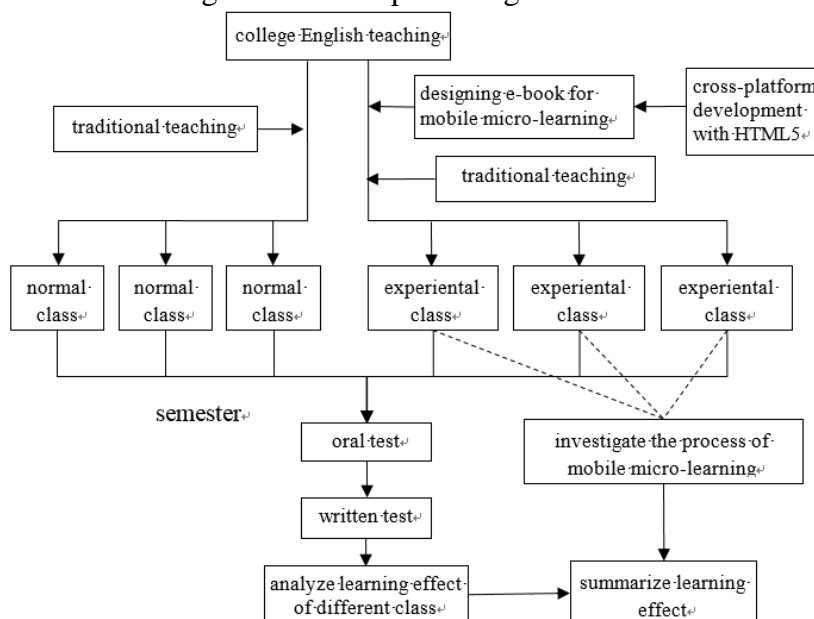 college English teaching
designing e-book for
mobile micro-learning
cross-platform
development
with HTML5
traditional teaching
traditional teaching
normal
class
normal
class
normal
class
experiental
class
experiental
class
experiental
class
semester
oral test
investigate the process of
mobile micro-learning
written test
analyze learning effect
of different class
summarize learning
effect